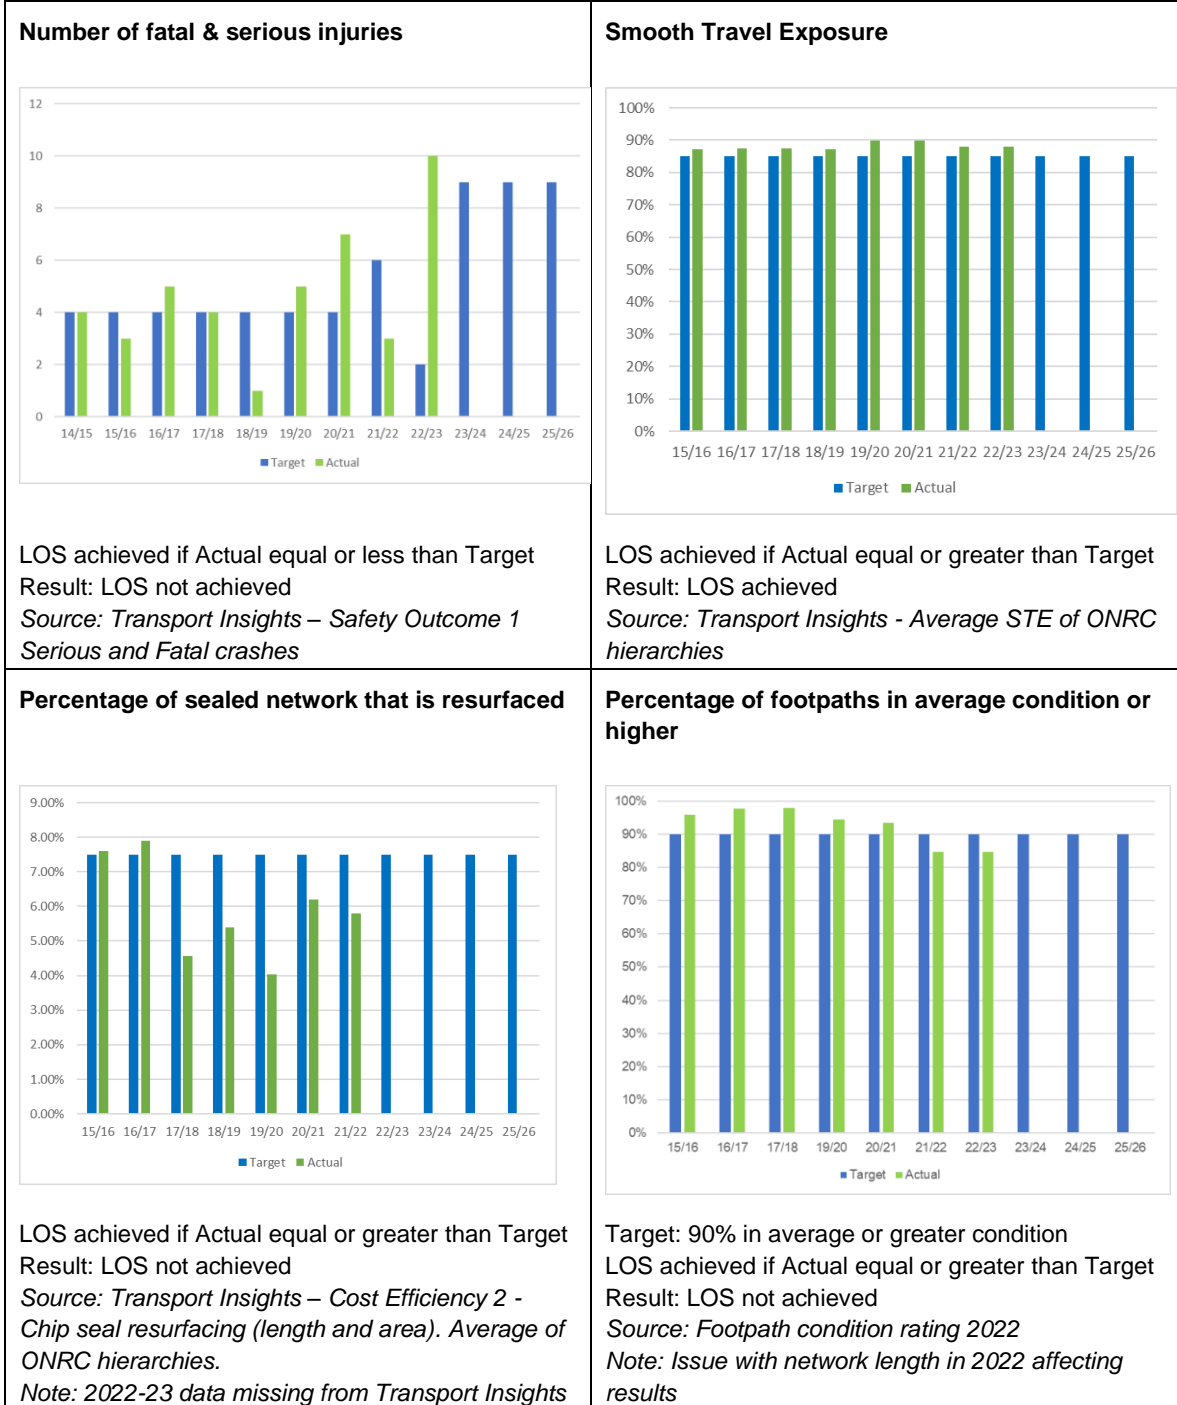 Number of fatal & serious injuries
12
10
8
6
4
2
0
14/15 15/16 16/17 17/18 18/19 19/20 20/21 21/22 22/23 23/24 24/25 25/26
Target Actual
LOS achieved if Actual equal or less than Target
Result: LOS not achieved
Source: Transport Insights – Safety Outcome 1
Serious and Fatal crashes
Smooth Travel Exposure
100%
90%
80%
70%
60%
50%
40%
30%
20%
10%
0%
15/16 16/17 17/18 18/19 19/20 20/21 21/22 22/23 23/24 24/25 25/26
Target Actual
LOS achieved if Actual equal or greater than Target
Result: LOS achieved
Source: Transport Insights - Average STE of ONRC
hierarchies
Percentage of sealed network that is resurfaced
9.00%
8.00%
7.00%
6.00%
5.00%
4.00%
3.00%
2.00%
1.00%
0.00%
15/16 16/17 17/18 18/19 19/20 20/21 21/22 22/23 23/24 24/25 25/26
Target Actual
LOS achieved if Actual equal or greater than Target
Result: LOS not achieved
Source: Transport Insights – Cost Efficiency 2 -
Chip seal resurfacing (length and area). Average of
ONRC hierarchies.
Note: 2022-23 data missing from Transport Insights
Percentage of footpaths in average condition or
higher
100%
90%
80%
70%
60%
50%
40%
30%
20%
10%
0%
15/16 16/17 17/18 19/20 20/21 21/22 22/23 23/24 24/25 25/26
Target Actual
Target: 90% in average or greater condition
LOS achieved if Actual equal or greater than Target
Result: LOS not achieved
Source: Footpath condition rating 2022
Note: Issue with network length in 2022 affecting
results